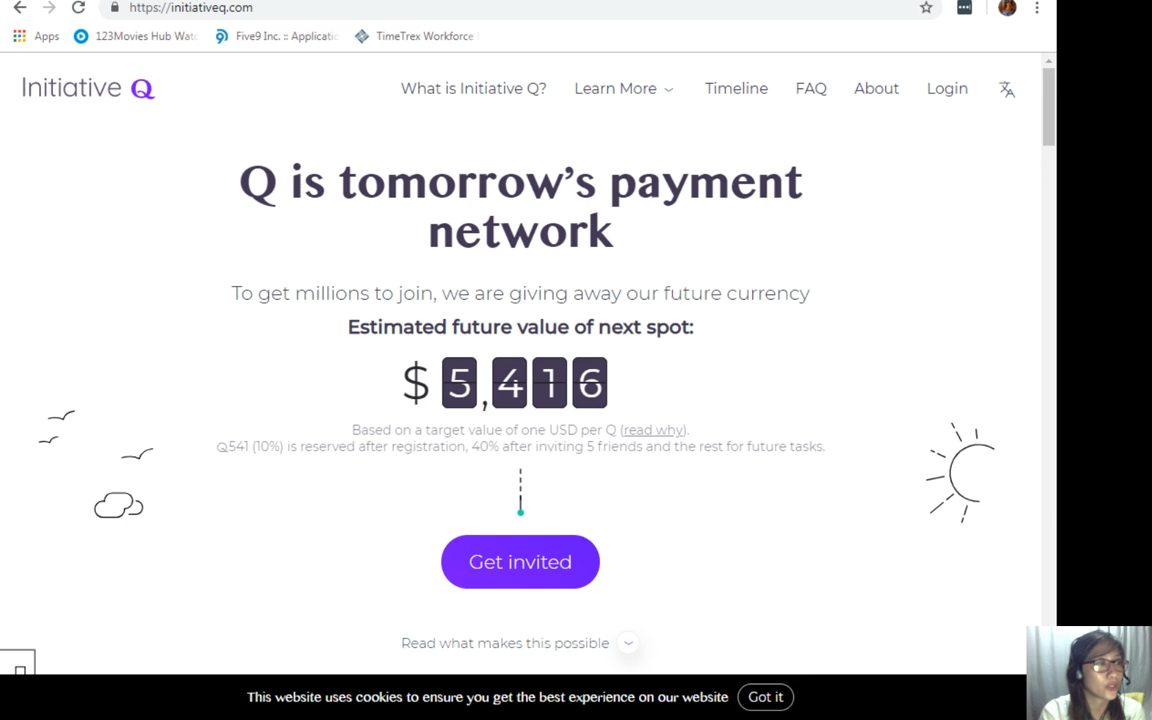 https://initiativeq.com
Apps 123Movies Hub Wat Five9 Inc. :: Applicatio TimeTrex Workforce
Initiative Q What is Initiative Q? Learn More Timeline FAQ About Login
Q is tomorrow's payment
network
To get millions to join, we are giving away our future currency
Estimated future value of next spot:
$ 5,416
Based on a target value of one USD per Q (read why).
Q541 (10%) is reserved after registration, 40% after inviting 5 friends and the rest for future tasks.
Get invited
Read what makes this possible
This website uses cookies to ensure you get the best experience on our website Got it